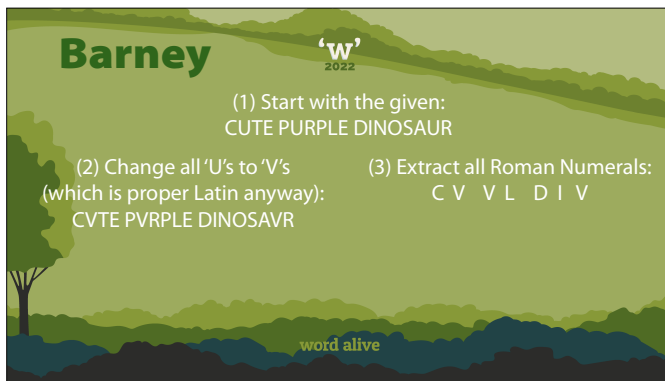 Barney
'w'
2022
(1) Start with the given:
CUTE PURPLE DINOSAUR
(2) Change all 'U's to 'V's
(which is proper Latin anyway):
CVTE PVRPLE DINOSAVR
(3) Extract all Roman Numerals:
C V V L D I V
word alive